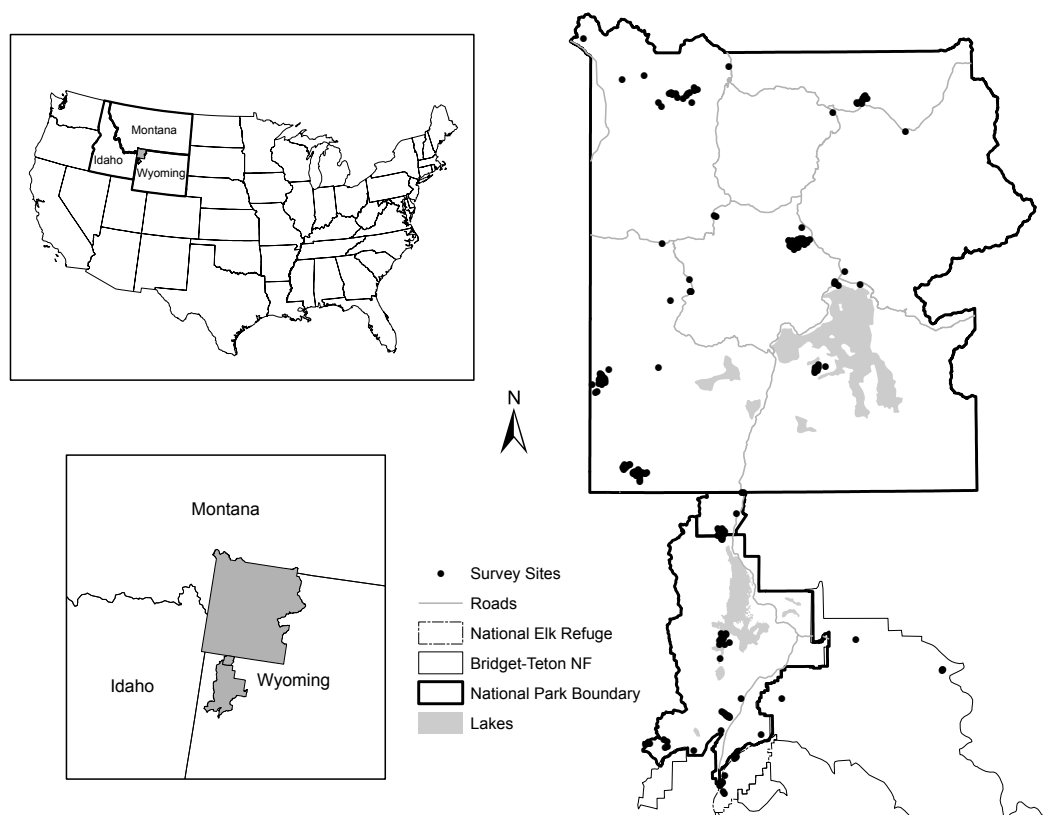 Montana
Idaho
Wyoming
N
Montana
Idaho
Wyoming
Survey Sites
Roads
National Elk Refuge
Bridget-Teton NF
National Park Boundary
Lakes